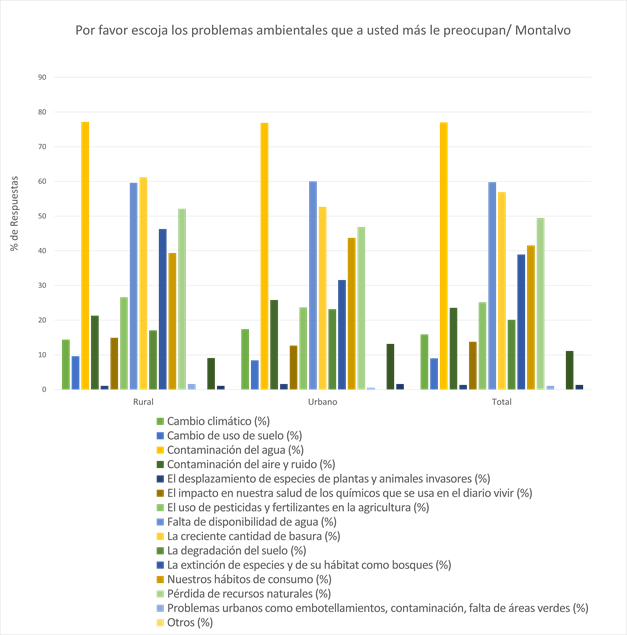 Por favor escoja los problemas ambientales que a usted más le preocupan/ Montalvo
90
80
70
60
50
40
30
20
10
0
% de Respuestas
Rural
Urbano
Total
Cambio climático (%)
Cambio de uso de suelo (%)
Contaminación del agua (%)
Contaminación del aire y ruido (%)
El desplazamiento de especies de plantas y animales invasores (%)
El impacto en nuestra salud de los químicos que se usa en el diario vivir (%)
El uso de pesticidas y fertilizantes en la agricultura (%)
Falta de disponibilidad de agua (%)
La creciente cantidad de basura (%)
La degradación del suelo (%)
La extinción de especies y de su hábitat como bosques (%)
Nuestros hábitos de consumo (%)
Pérdida de recursos naturales (%)
Problemas urbanos como embotellamientos, contaminación, falta de áreas verdes (%)
Otros (%)